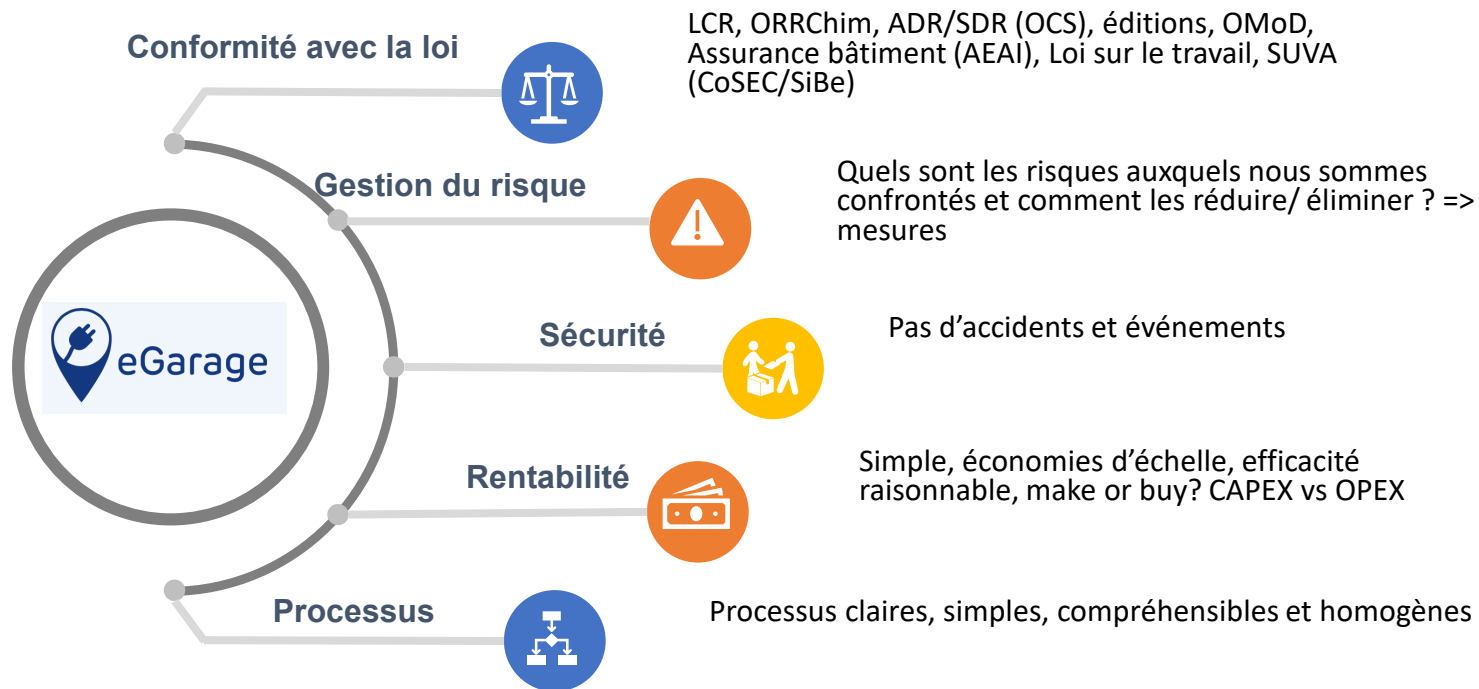 Conformité avec la loi
LCR, ORRChim, ADR/SDR (OCS), éditions, OMoD,
Assurance bâtiment (AEAI), Loi sur le travail, SUVA
(CoSEC/SiBe)
Gestion du risque
Quels sont les risques auxquels nous sommes
confrontés et comment les réduire/ éliminer ? =>
mesures
eGarage
Sécurité
Pas d’accidents et événements
Rentabilité
Simple, économies d’échelle, efficacité
raisonnable, make or buy? CAPEX vs OPEX
Processus
Processus claires, simples, compréhensibles et homogènes